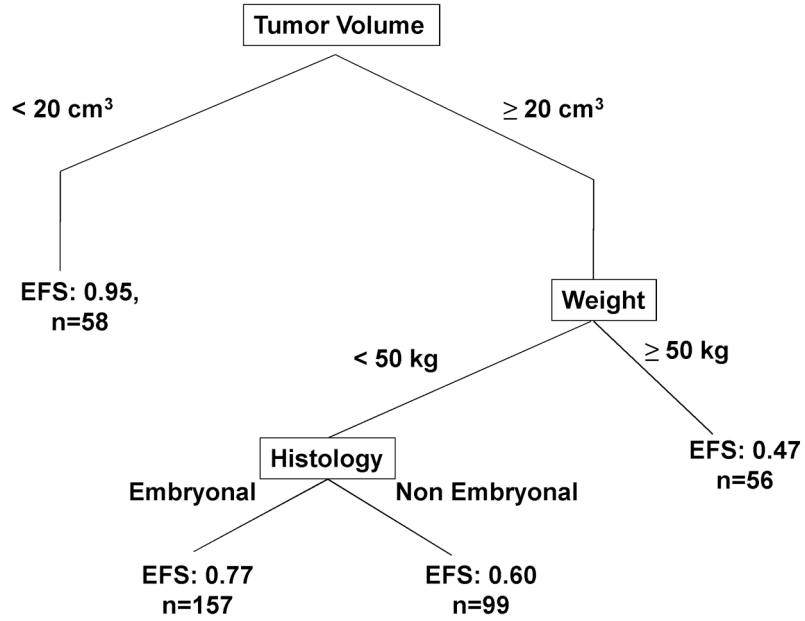 Tumor Volume
< 20 cm³
≥ 20 cm³
EFS: 0.95,
n=58
Weight
< 50 kg
≥ 50 kg
Histology
EFS: 0.47
n=56
Embryonal
Non Embryonal
EFS: 0.77
n=157
EFS: 0.60
n=99